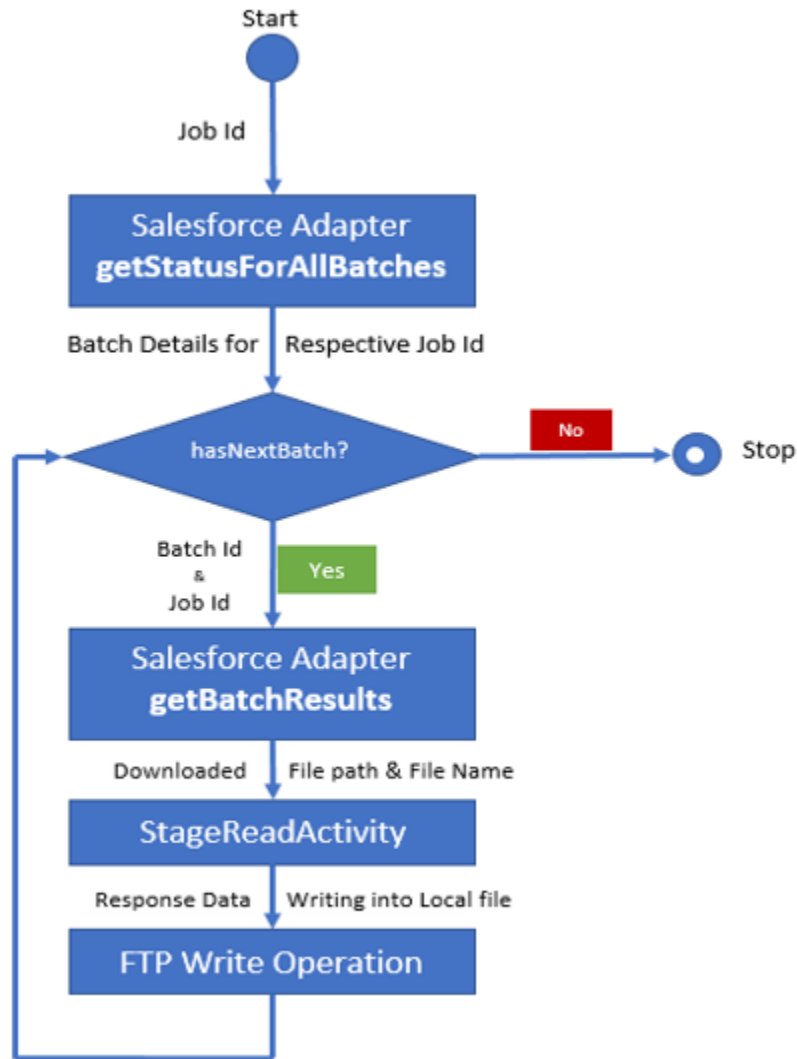 Start
Job Id
Salesforce Adapter
getStatusForAllBatches
Batch Details for Respective Job Id
hasNextBatch?
No
Stop
Batch Id
&
Job Id
Yes
Salesforce Adapter
getBatchResults
Downloaded File path & File Name
StageReadActivity
Response Data Writing into Local file
FTP Write Operation